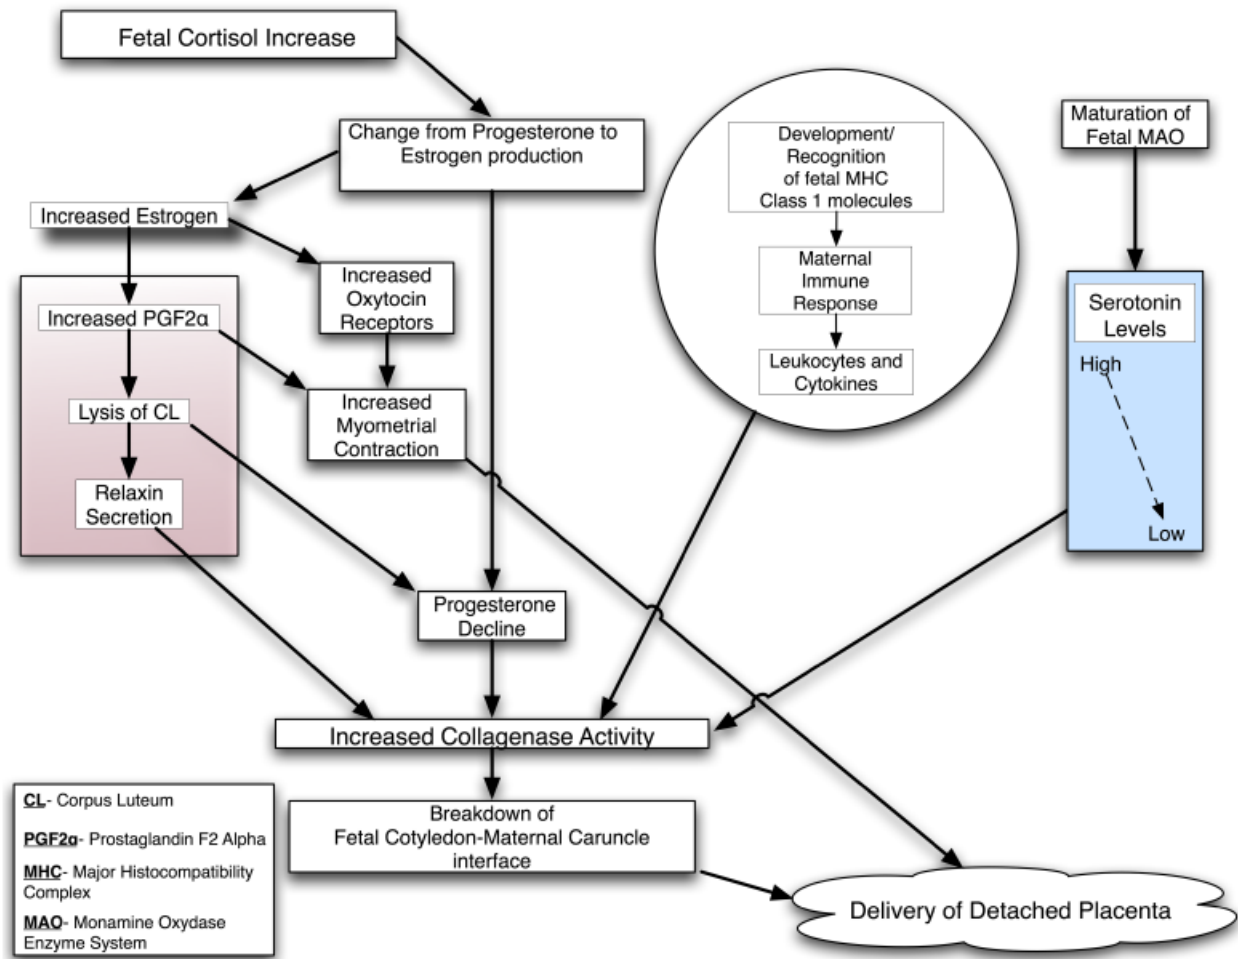 Fetal Cortisol Increase
Change from Progesterone to
Estrogen production
Development/
Recognition
of fetal MHC
Class 1 molecules
Maturation of
Fetal MAO
Increased Estrogen
Increased
Oxytocin
Receptors
Maternal
Immune
Response
Increased PGF2α
Serotonin
Levels
High
Leukocytes and
Cytokines
Lysis of CL
Increased
Myometrial
Contraction
Relaxin
Secretion
Low
Progesterone
Decline
Increased Collagenase Activity
Breakdown of
Fetal Cotyledon-Maternal Caruncle
interface
Delivery of Detached Placenta
CL- Corpus Luteum
PGF2α- Prostaglandin F2 Alpha
MHC- Major Histocompatibility
Complex
MAO- Monamine Oxydase
Enzyme System